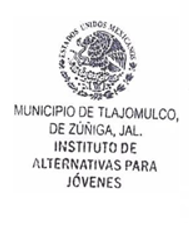 ESTADOS UNIDOS MEXICANOS
MUNICIPIO DE TLAJOMULCO,
DE ZÚÑIGA, JAL.
INSTITUTO DE
ALTERNATIVAS PARA
JÓVENES